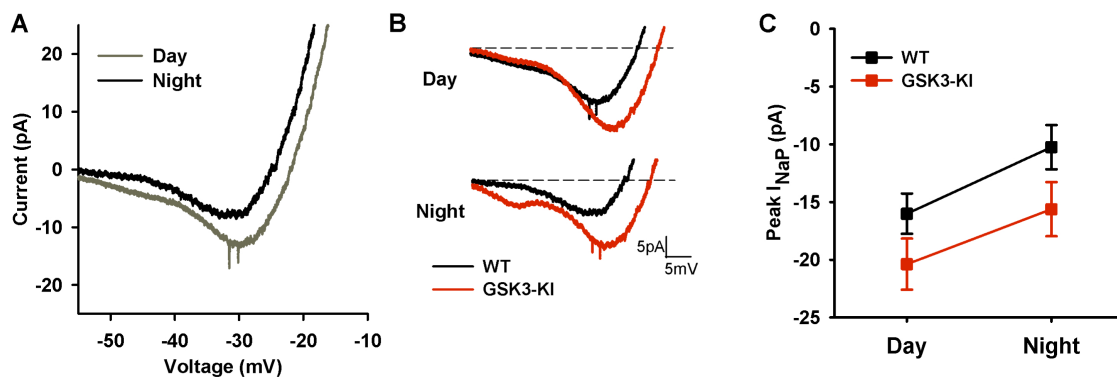 A
Current (pA)
20
10
0
-10
-20
Day
Night
-50
-40
-30
-20
-10
Voltage (mV)
B
Day
Night
5pA
5mV
WT
GSK3-KI
C
Peak INaP (pA)
0
-5
-10
-15
-20
-25
WT
GSK3-KI
Day
Night